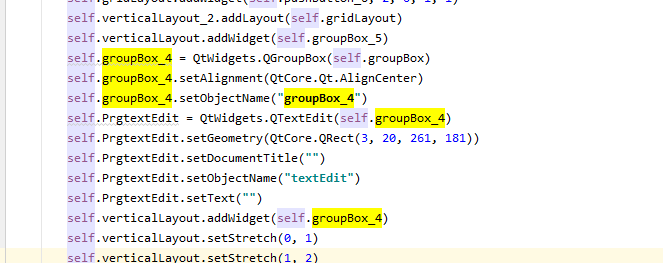 self.gridLayout.addWidget(self.pushButton_6, 2, 0, 1, 1)
self.verticalLayout_2.addLayout(self.gridLayout)
self.verticalLayout.addWidget(self.groupBox_5)
self.groupBox_4 = QtWidgets.QGroupBox(self.groupBox)
self.groupBox_4.setAlignment(QtCore.Qt.AlignCenter)
self.groupBox_4.setObjectName("groupBox_4")
self.PrgtextEdit = QtWidgets.QTextEdit(self.groupBox_4)
self.PrgtextEdit.setGeometry(QtCore.QRect(3, 20, 261, 181))
self.PrgtextEdit.setDocumentTitle("")
self.PrgtextEdit.setObjectName("textEdit")
self.PrgtextEdit.setText("")
self.verticalLayout.addWidget(self.groupBox_4)
self.verticalLayout.setStretch(0, 1)
self.verticalLayout.setStretch(1, 2)